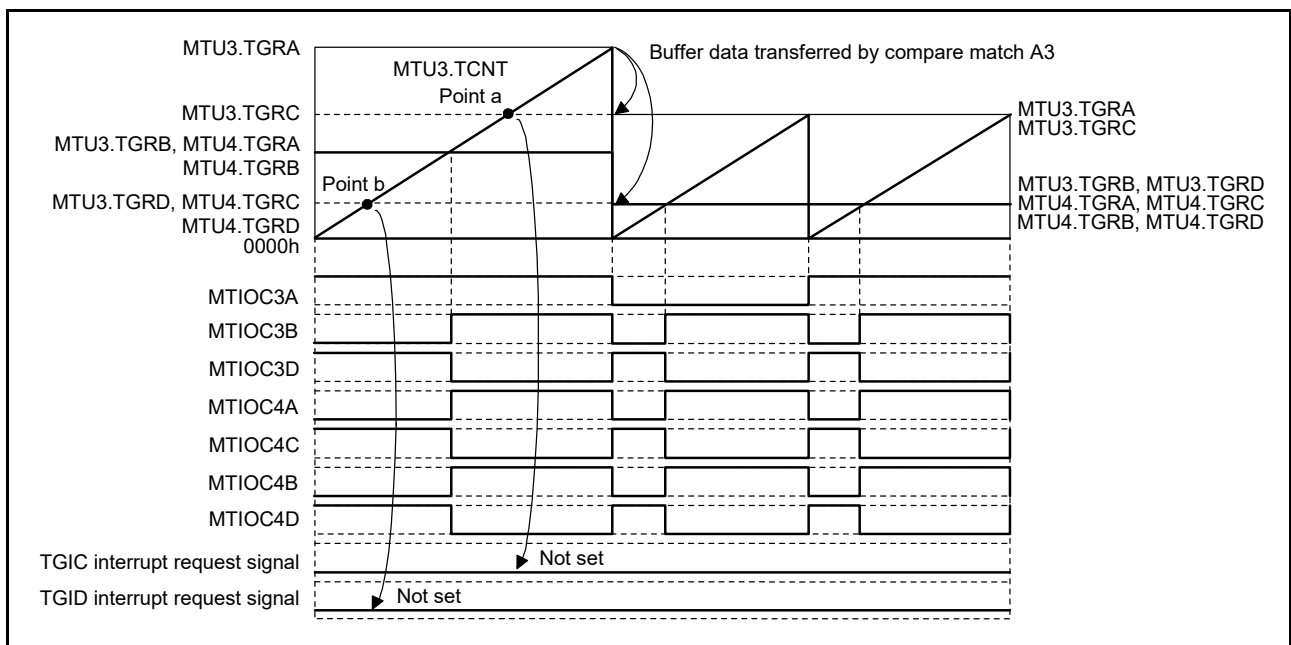 MTU3.TGRA
Buffer data transferred by compare match A3
MTU3.TCNT
Point a
MTU3.TGRC
MTU3.TGRA
MTU3.TGRC
MTU3.TGRB, MTU4.TGRA
MTU4.TGRB
Point b
MTU3.TGRB, MTU3.TGRD
MTU3.TGRD, MTU4.TGRC
MTU4.TGRA, MTU4.TGRC
MTU4.TGRD
MTU4.TGRB, MTU4.TGRD
0000h
MTIOC3A
MTIOC3B
MTIOC3D
MTIOC4A
MTIOC4C
MTIOC4B
MTIOC4D
TGIC interrupt request signal
Not set
TGID interrupt request signal
Not set